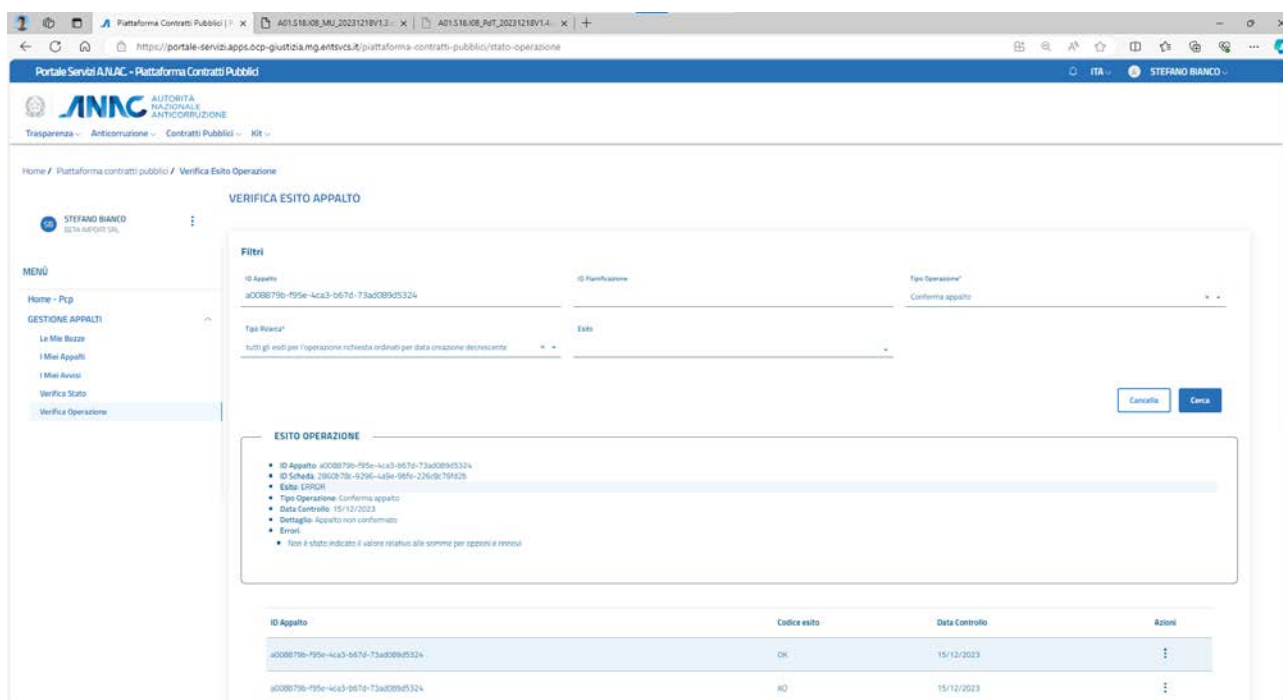 Piattaforma Contratti Pubblici | P
A01.S18.I08_MU_20231218V1.3
A01.S18.I08_PdT_20231218V1.4
https://portale-servizi.apps.ocp-giustizia.mg.entsvcs.it/piattaforma-contratti-pubblici/stato-operazione
Portale Servizi A.N.AC. - Piattaforma Contratti Pubblici
ITA
STEFANO BIANCO
ANAC
AUTORITÀ
NAZIONALE
ANTICORRUZIONE
Trasparenza Anticorruzione Contratti Pubblici Kit
Home / Piattaforma contratti pubblici / Verifica Esito Operazione
VERIFICA ESITO APPALTO
SB
STEFANO BIANCO
BETA IMPORT SRL
MENÙ
Home - Pcp
GESTIONE APPALTI
Le Mie Bozze
I Miei Appalti
I Miei Avvisi
Verifica Stato
Verifica Operazione
Filtri
ID Appalto
a008879b-f95e-4ca3-b67d-73ad089d5324
ID Pianificazione
Tipo Operazione*
Conferma appalto
Tipo Ricerca*
tutti gli esiti per l'operazione richiesta ordinati per data creazione decrescente
Esito
Cancella
Cerca
ESITO OPERAZIONE
ID Appalto: a008879b-f95e-4ca3-b67d-73ad089d5324
ID Scheda:
Esito: ERROR
Tipo Operazione: Conferma appalto
Data Controllo: 15/12/2023
Dettaglio: Appalto non confermato
Errori:
Non è stato indicato il valore relativo alle somme per opzioni e rinnovi
ID Appalto Codice esito Data Controllo Azioni
a008879b-f95e-4ca3-b67d-73ad089d5324 OK 15/12/2023
a008879b-f95e-4ca3-b67d-73ad089d5324 KO 15/12/2023